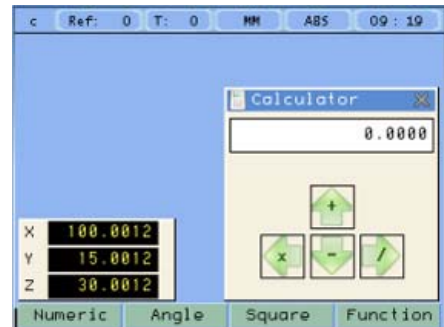 c Ref: 0 T: 0 MM ABS 09 : 19
Calculator
0.0000
+
x - /
X 100.0012
Y 15.0012
Z 30.0012
Numeric Angle Square Function